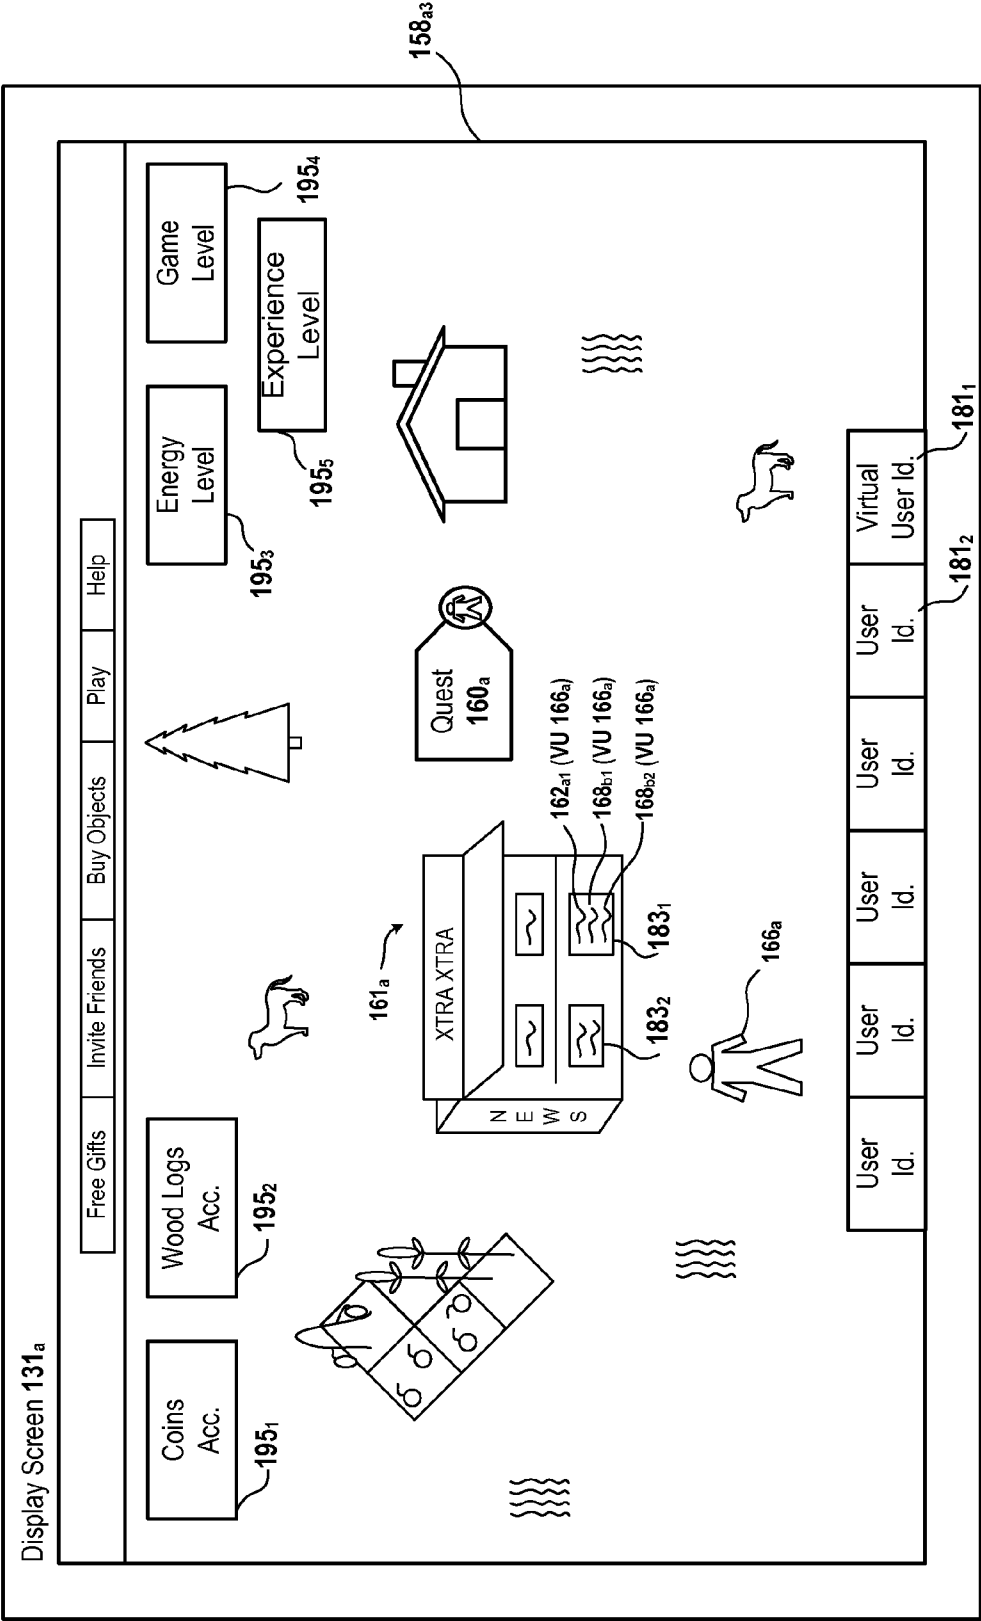 Display Screen 131a
158a3
Free Gifts
Invite Friends
Buy Objects
Play
Help
Coins
Acc.
1951
Wood Logs
Acc.
1952
Energy
Level
1953
Game
Level
1954
Experience
Level
1955
161a
XTRA XTRA
N E W S
Quest
160a
162a1 (VU 166a)
168b1 (VU 166a)
168b2 (VU 166a)
1832
1831
166a
User
Id.
User
Id.
User
Id.
User
Id.
User
Id.
Virtual
User Id.
1812
1811